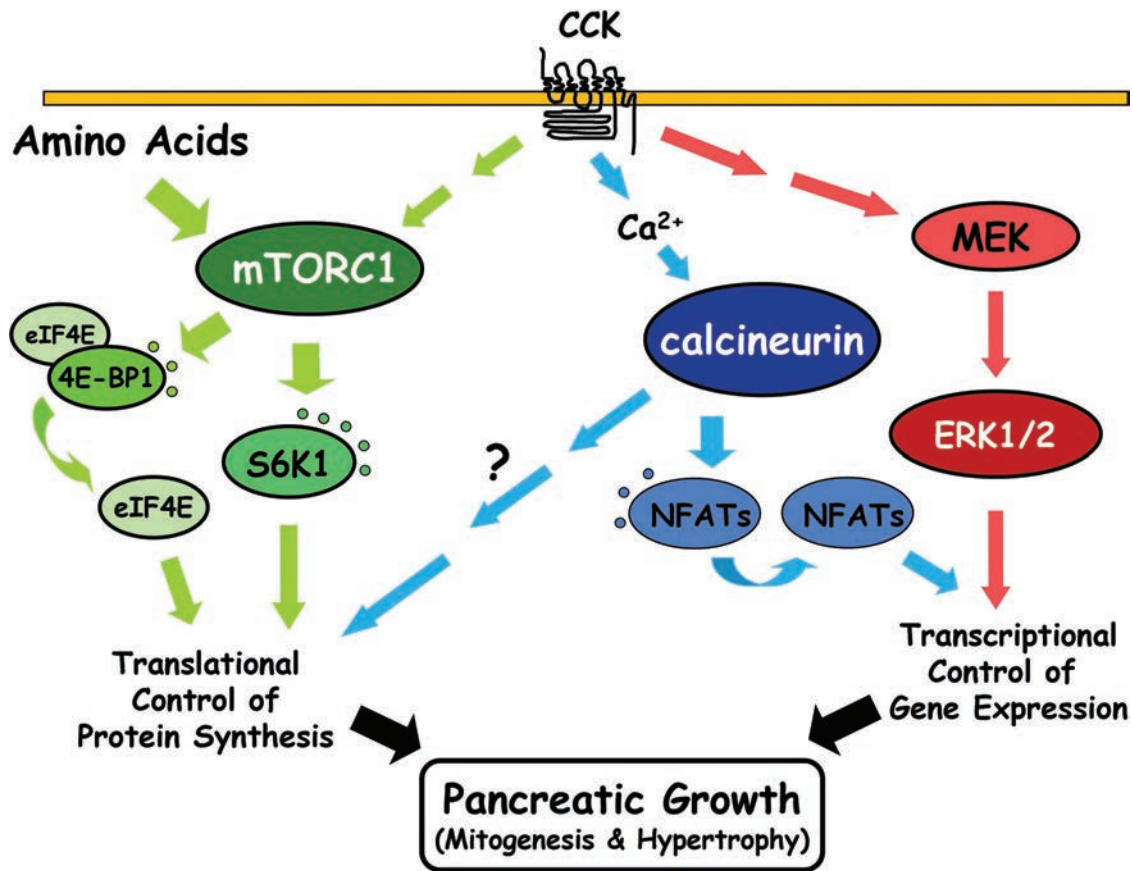 CCK
Amino Acids
mTORC1
Ca²⁺
MEK
eIF4E
4E-BP1
calcineurin
S6K1
?
ERK1/2
eIF4E
NFATs
NFATs
Translational
Control of
Protein Synthesis
Transcriptional
Control of
Gene Expression
Pancreatic Growth
(Mitogenesis & Hypertrophy)